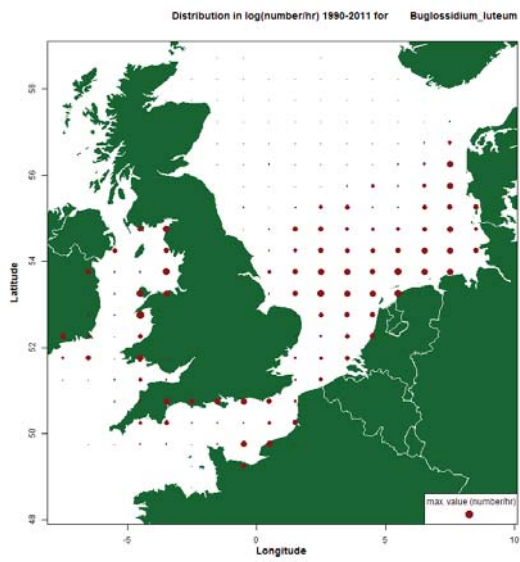 Distribution in log(number/hr) 1990-2011 for Buglossidium_luteum
58
56
54
52
50
48
Latitude
-5 0 5 10
Longitude
max. value (number/hr)